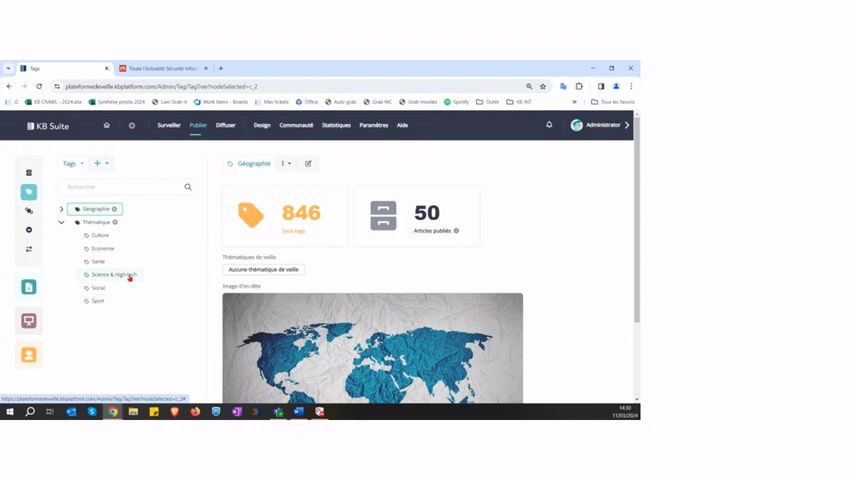 Tags
Toute l'Actualité Sécurité Infor
plateformedeveille.kbplatform.com/Admin/Tag/TagTree?nodeSelected=c_2
KB CRAWL - 2024.xlsx
Synthèse presta 2024
Lien Grab-it
Work items - Boards
Mes tickets
Office
Auto grab
Grab MC
Grab missiles
Spotify
Outils
KB INT
Tous les favoris
KB Suite
Surveiller
Publier
Diffuser
Design
Communauté
Statistiques
Paramètres
Aide
Administrator
Tags
Géographie
Rechercher
Géographie
Thématique
Culture
Economie
Santé
Science & High-tech
Social
Sport
846
Sous tags
50
Articles publiés
Thématiques de veille
Aucune thématique de veille
Image d'en-tête
https://plateformedeveille.kbplatform.com/Admin/Tag/TagTree?nodeSelected=c_2#
14:30
11/03/2024